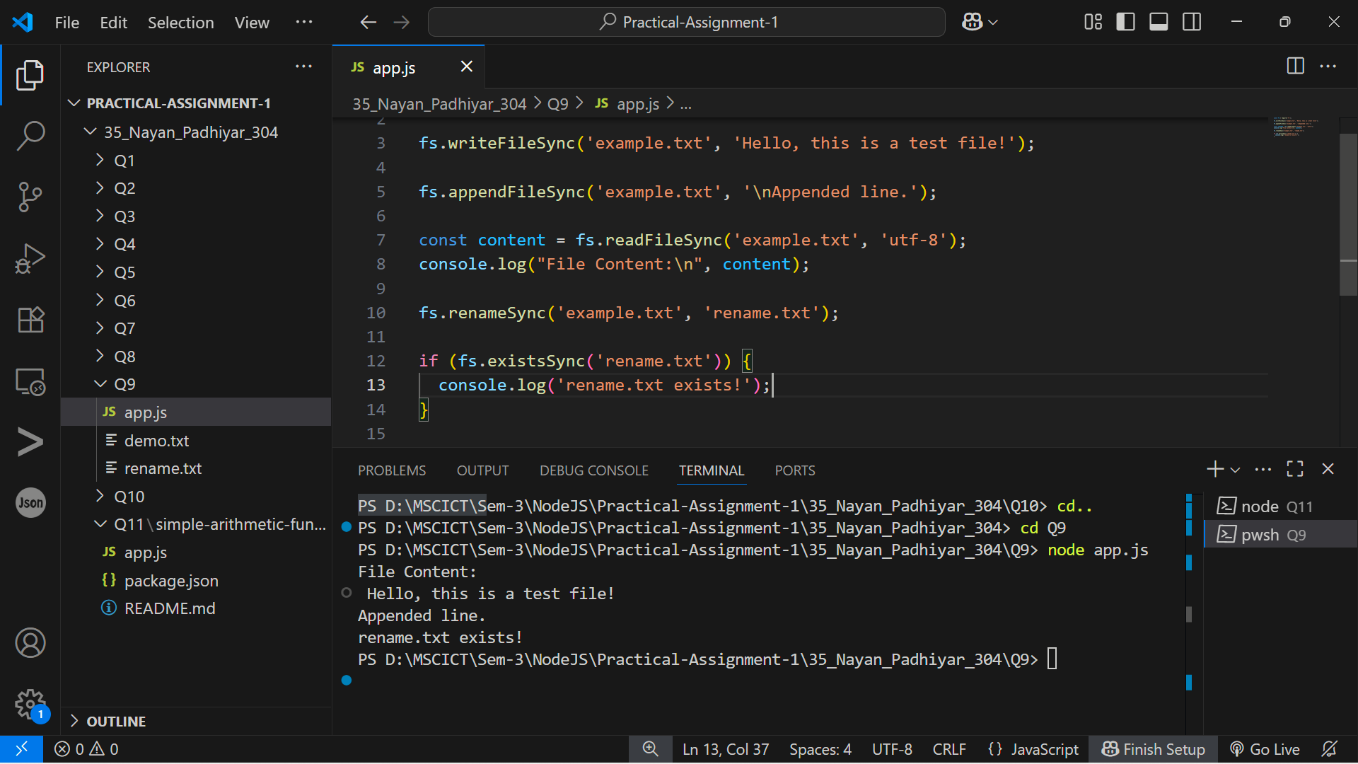 File Edit Selection View ···
Practical-Assignment-1
EXPLORER ···
PRACTICAL-ASSIGNMENT-1
35_Nayan_Padhiyar_304
Q1
Q2
Q3
Q4
Q5
Q6
Q7
Q8
Q9
JS app.js
demo.txt
rename.txt
Q10
Q11\simple-arithmetic-fun...
JS app.js
{} package.json
README.md
OUTLINE
Json
1
JS app.js
35_Nayan_Padhiyar_304 > Q9 > JS app.js > ...
2
3 fs.writeFileSync('example.txt', 'Hello, this is a test file!');
4
5 fs.appendFileSync('example.txt', '\nAppended line.');
6
7 const content = fs.readFileSync('example.txt', 'utf-8');
8 console.log("File Content:\n", content);
9
10 fs.renameSync('example.txt', 'rename.txt');
11
12 if (fs.existsSync('rename.txt')) {
13 console.log('rename.txt exists!');
14 }
15
PROBLEMS OUTPUT DEBUG CONSOLE TERMINAL PORTS
PS D:\MSCICT\Sem-3\NodeJS\Practical-Assignment-1\35_Nayan_Padhiyar_304\Q10> cd..
PS D:\MSCICT\Sem-3\NodeJS\Practical-Assignment-1\35_Nayan_Padhiyar_304> cd Q9
PS D:\MSCICT\Sem-3\NodeJS\Practical-Assignment-1\35_Nayan_Padhiyar_304\Q9> node app.js
File Content:
Hello, this is a test file!
Appended line.
rename.txt exists!
PS D:\MSCICT\Sem-3\NodeJS\Practical-Assignment-1\35_Nayan_Padhiyar_304\Q9>
node Q11
pwsh Q9
0 0
Ln 13, Col 37 Spaces: 4 UTF-8 CRLF {} JavaScript Finish Setup Go Live